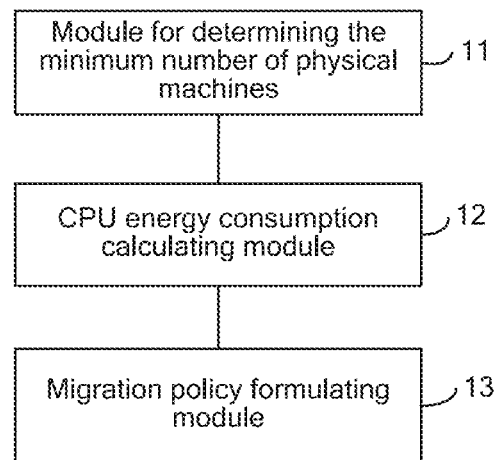 Module for determining the
minimum number of physical
machines
11
CPU energy consumption
calculating module
12
Migration policy formulating
module
13